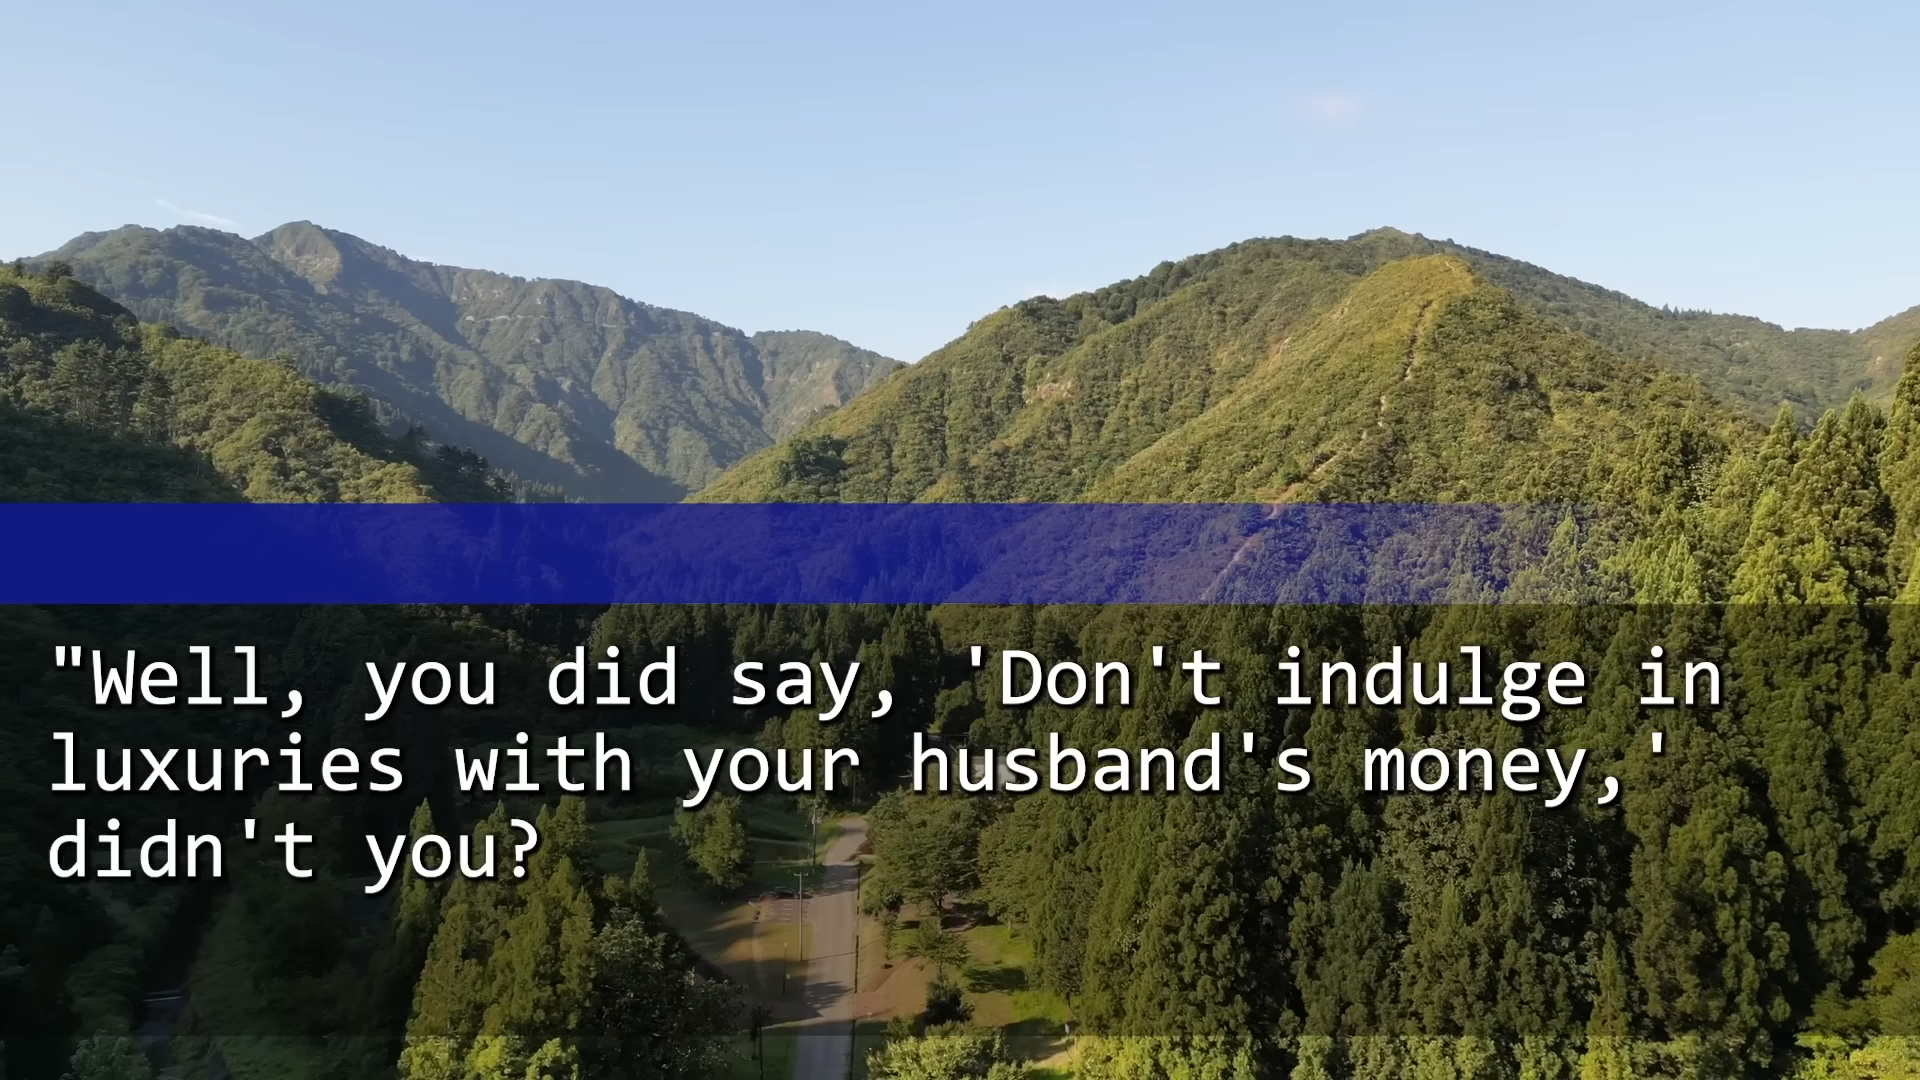 "Well, you did say, 'Don't indulge in
luxuries with your husband's money,'
didn't you?